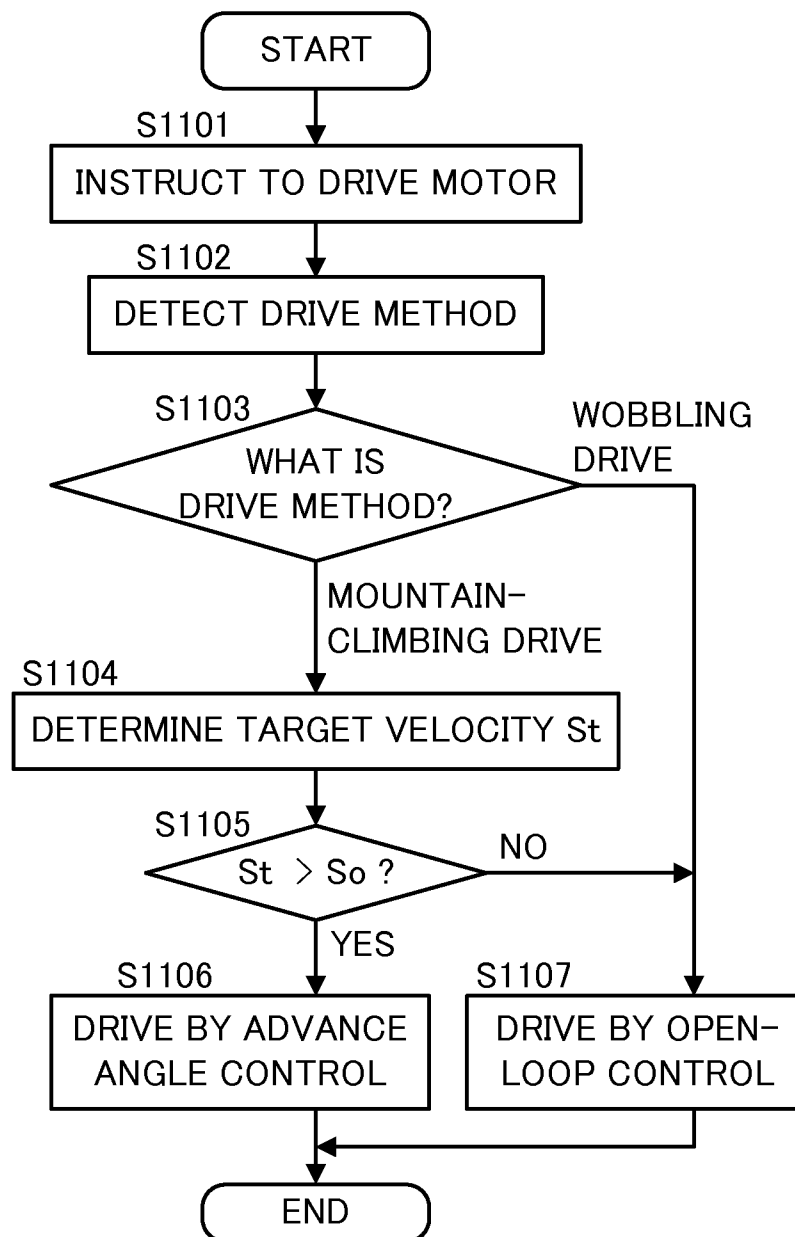 START
S1101
INSTRUCT TO DRIVE MOTOR
S1102
DETECT DRIVE METHOD
S1103
WHAT IS
DRIVE METHOD?
WOBBLING
DRIVE
MOUNTAIN-
CLIMBING DRIVE
S1104
DETERMINE TARGET VELOCITY St
S1105
St > So ?
NO
YES
S1106
DRIVE BY ADVANCE
ANGLE CONTROL
S1107
DRIVE BY OPEN-
LOOP CONTROL
END